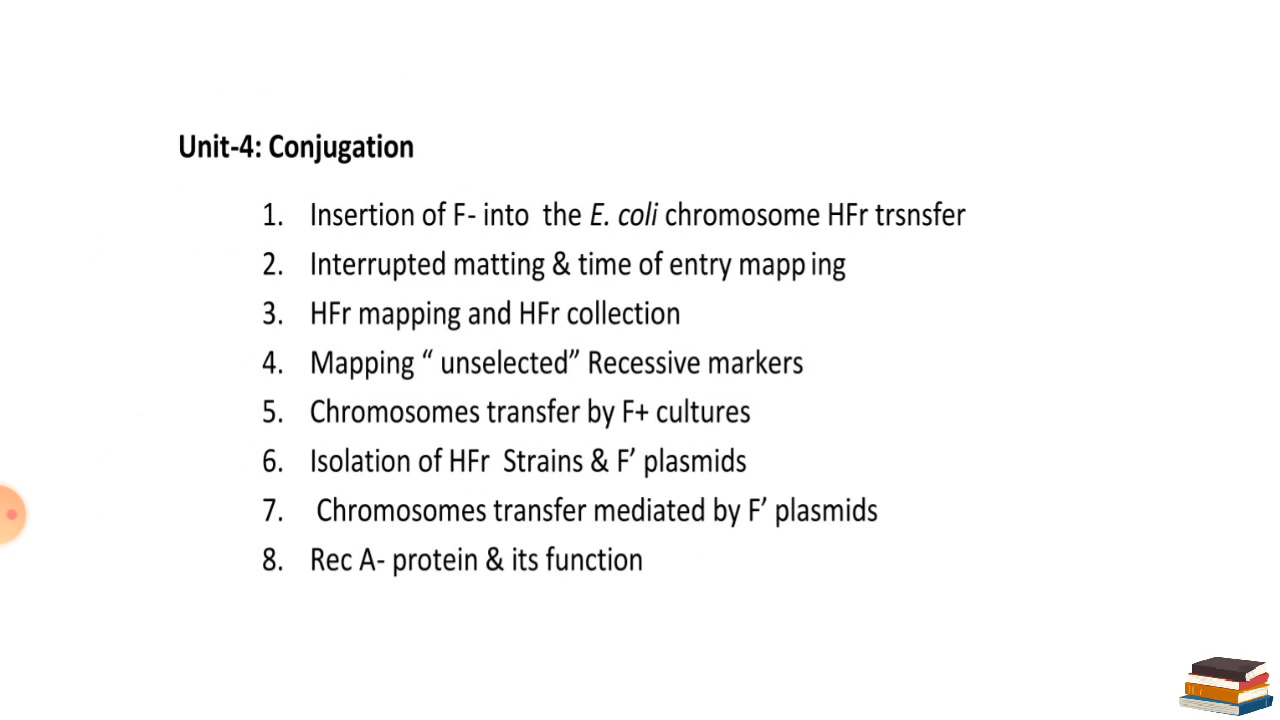 Unit-4: Conjugation
1. Insertion of F- into the E. coli chromosome HFr trsnsfer
2. Interrupted matting & time of entry mapp ing
3. HFr mapping and HFr collection
4. Mapping “ unselected” Recessive markers
5. Chromosomes transfer by F+ cultures
6. Isolation of HFr Strains & F’ plasmids
7. Chromosomes transfer mediated by F’ plasmids
8. Rec A- protein & its function